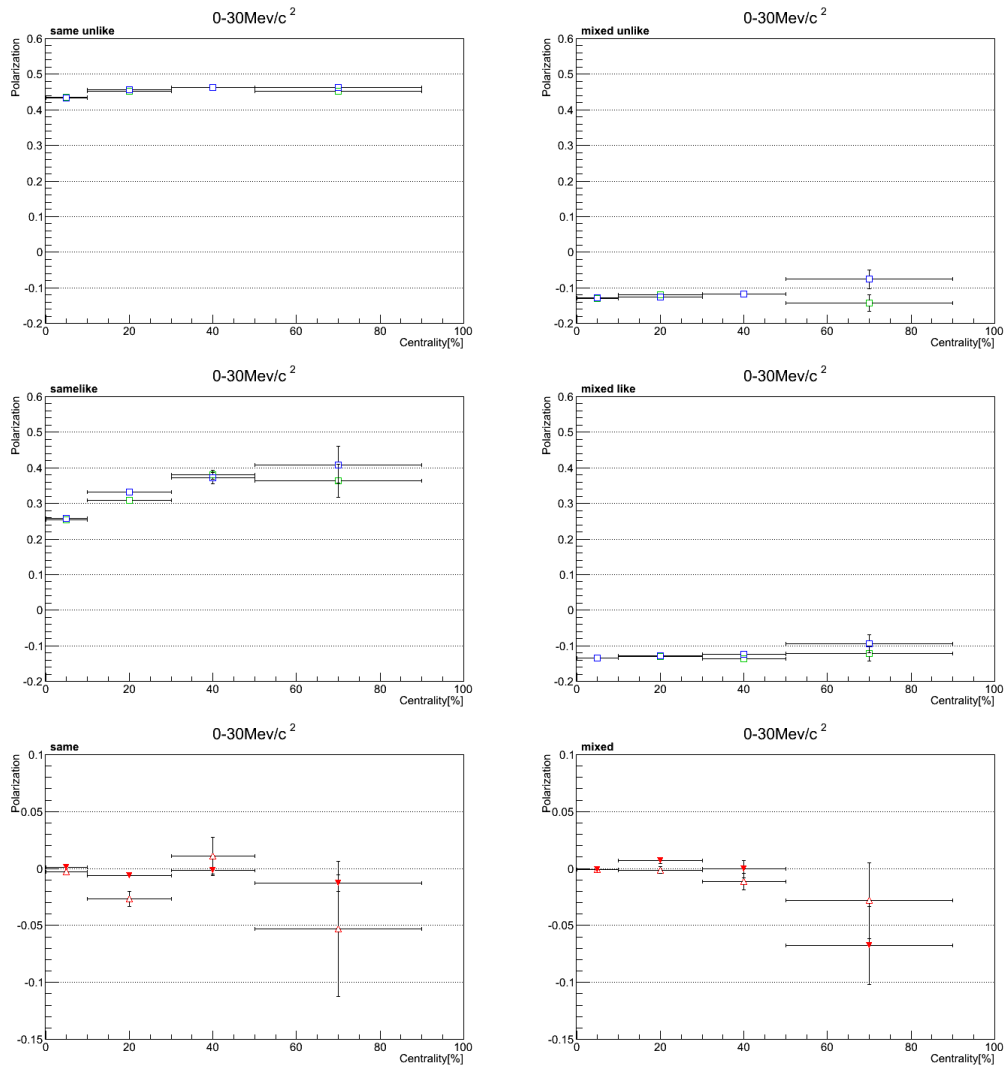 0-30Mev/c 2
same unlike
Polarization
0.6
0.5
0.4
0.3
0.2
0.1
0
-0.1
-0.2
0 20 40 60 80 100
Centrality[%]
0-30Mev/c 2
mixed unlike
Polarization
0.6
0.5
0.4
0.3
0.2
0.1
0
-0.1
-0.2
0 20 40 60 80 100
Centrality[%]
0-30Mev/c 2
samelike
Polarization
0.6
0.5
0.4
0.3
0.2
0.1
0
-0.1
-0.2
0 20 40 60 80 100
Centrality[%]
0-30Mev/c 2
mixed like
Polarization
0.6
0.5
0.4
0.3
0.2
0.1
0
-0.1
-0.2
0 20 40 60 80 100
Centrality[%]
0-30Mev/c 2
same
Polarization
0.1
0.05
0
-0.05
-0.1
-0.15
0 20 40 60 80 100
Centrality[%]
0-30Mev/c 2
mixed
Polarization
0.1
0.05
0
-0.05
-0.1
-0.15
0 20 40 60 80 100
Centrality[%]